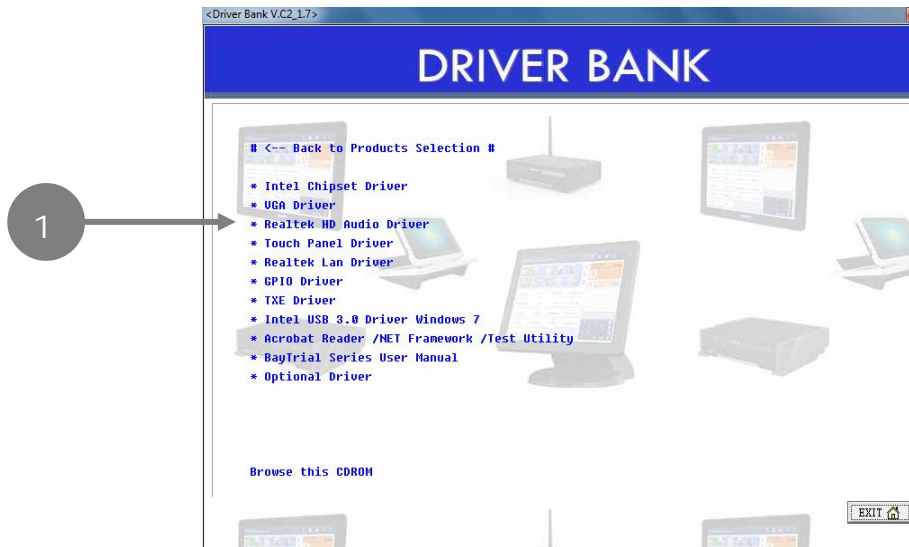 <Driver Bank V.C2_1.7>
DRIVER BANK
# <-- Back to Products Selection #
* Intel Chipset Driver
* VGA Driver
1
* Realtek HD Audio Driver
* Touch Panel Driver
* Realtek Lan Driver
* GPIO Driver
* TXE Driver
* Intel USB 3.0 Driver Windows 7
* Acrobat Reader /NET Framework /Test Utility
* BayTrial Series User Manual
* Optional Driver
Browse this CDROM
EXIT